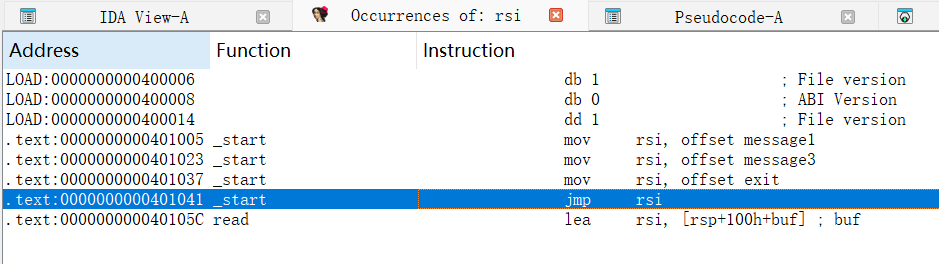 IDA View-A Occurrences of: rsi Pseudocode-A
Address Function Instruction
LOAD:0000000000400006 db 1 ; File version
LOAD:0000000000400008 db 0 ; ABI Version
LOAD:0000000000400014 dd 1 ; File version
.text:0000000000401005 _start mov rsi, offset message1
.text:0000000000401023 _start mov rsi, offset message3
.text:0000000000401037 _start mov rsi, offset exit
.text:0000000000401041 _start jmp rsi
.text:000000000040105C read lea rsi, [rsp+100h+buf] ; buf